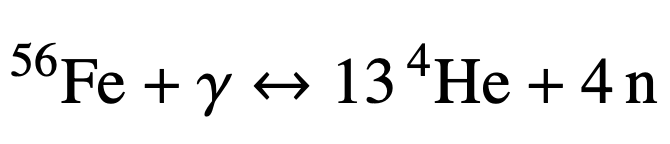 ⁵⁶Fe + γ ↔ 13 ⁴He + 4 n